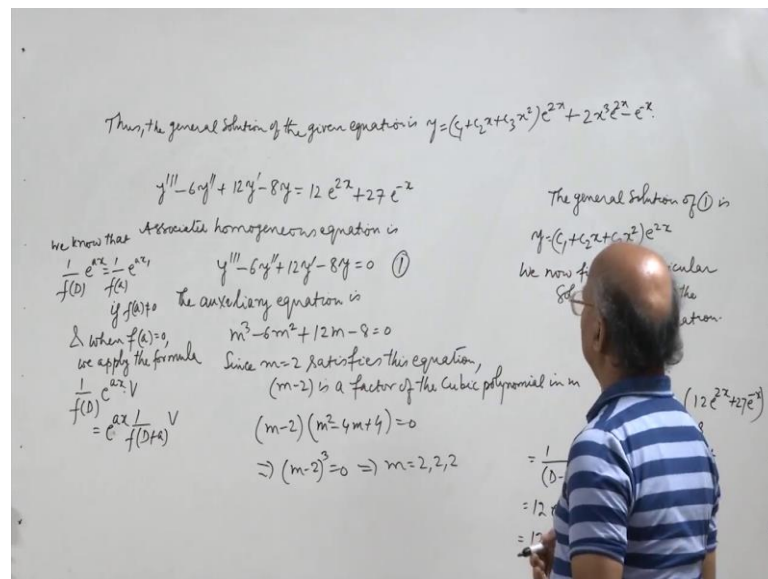 Thus, the general solution of the given equation is y=(c₁+c₂x+c₃x²)e^{2x}+2x³e^{2x}-e^{-x}.
y'''-6y''+12y'-8y=12e^{2x}+27e^{-x}
Associated homogeneous equation is
y'''-6y''+12y'-8y=0 ①
The auxiliary equation is
m³-6m²+12m-8=0
Since m=2 satisfies this equation,
(m-2) is a factor of the cubic polynomial in m
(m-2)(m²-4m+4)=0
⇒ (m-2)³=0 ⇒ m=2,2,2
we know that
1/f(D) e^{ax}=1/f(a) e^{ax},
if f(a)≠0
& when f(a)=0,
we apply the formula
1/f(D) e^{ax}.V
=e^{ax} 1/f(D+a) V
The general solution of ① is
y=(c₁+c₂x+c₃x²)e^{2x}
We now
the
(12e^{2x}+27e^{-x})
= 1/(D-
=12
=12